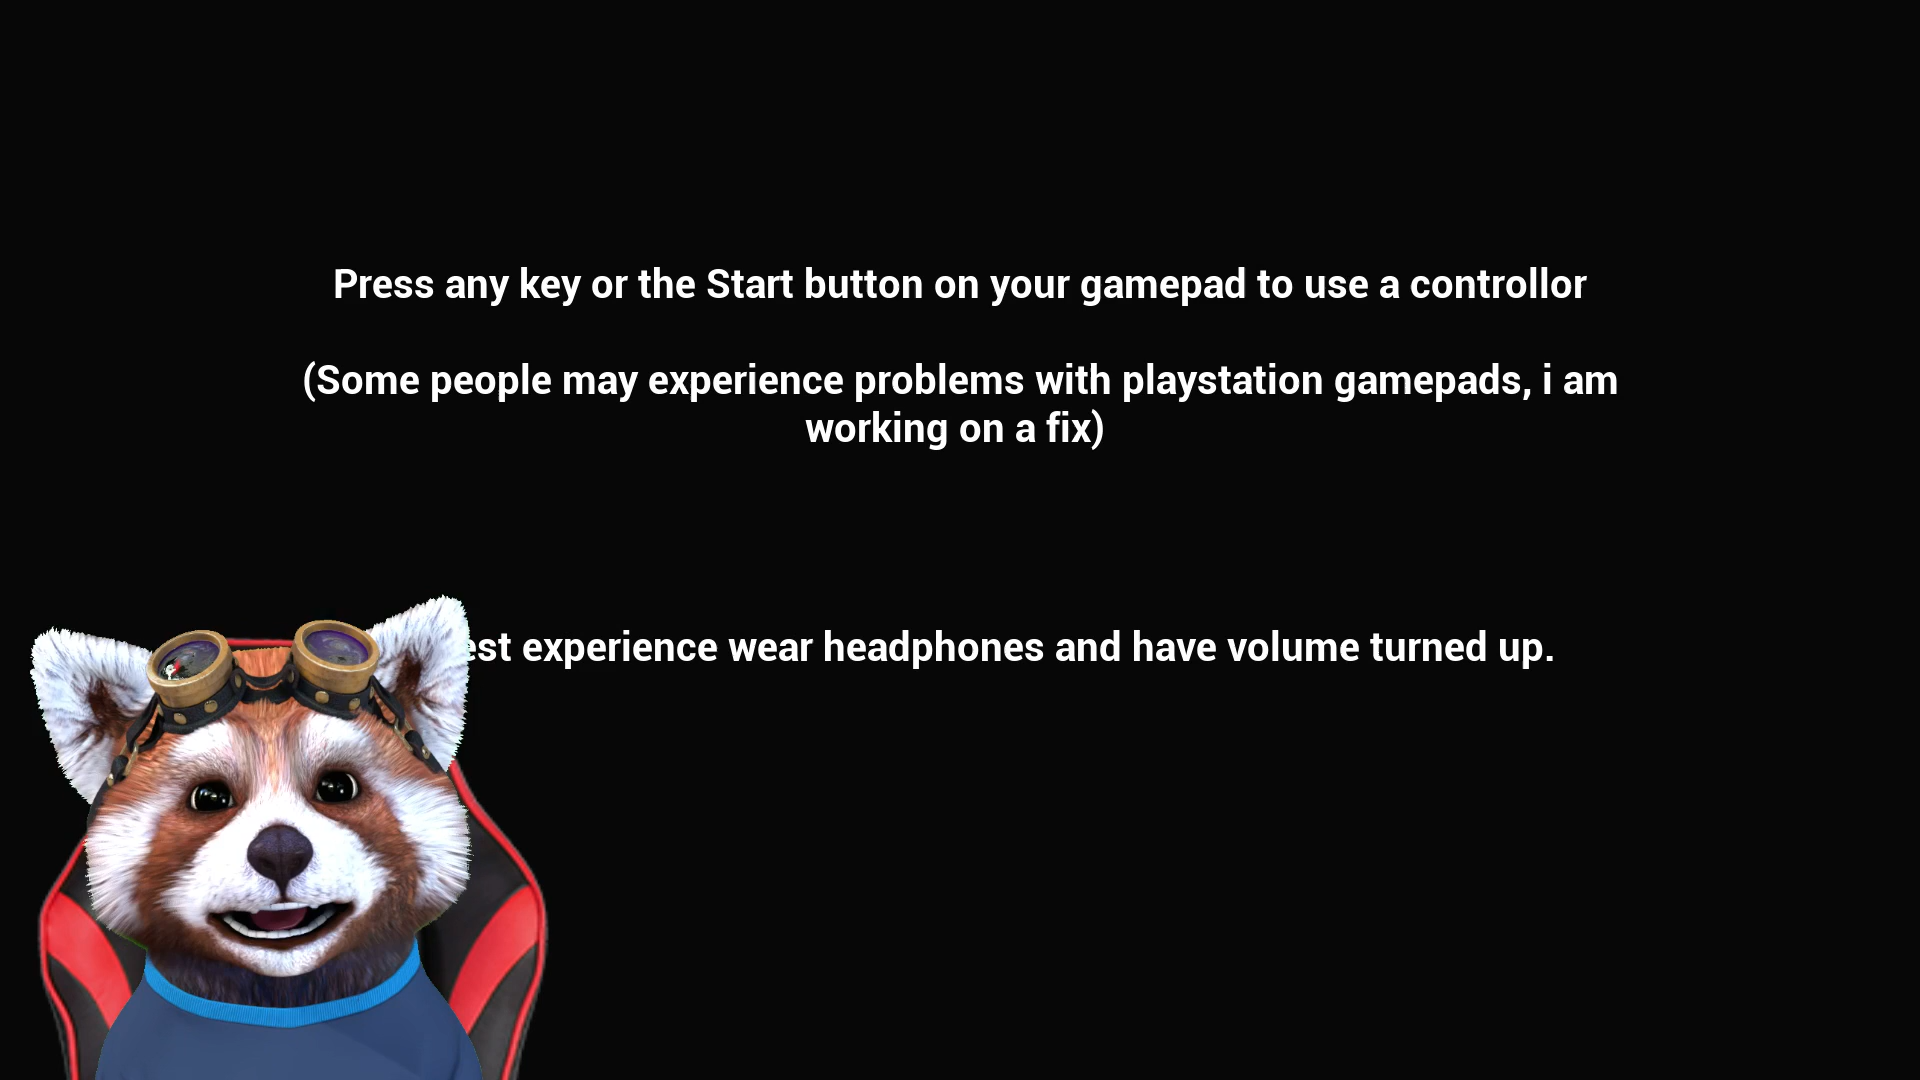 Press any key or the Start button on your gamepad to use a controllor
(Some people may experience problems with playstation gamepads, i am
working on a fix)
experience wear headphones and have volume turned up.